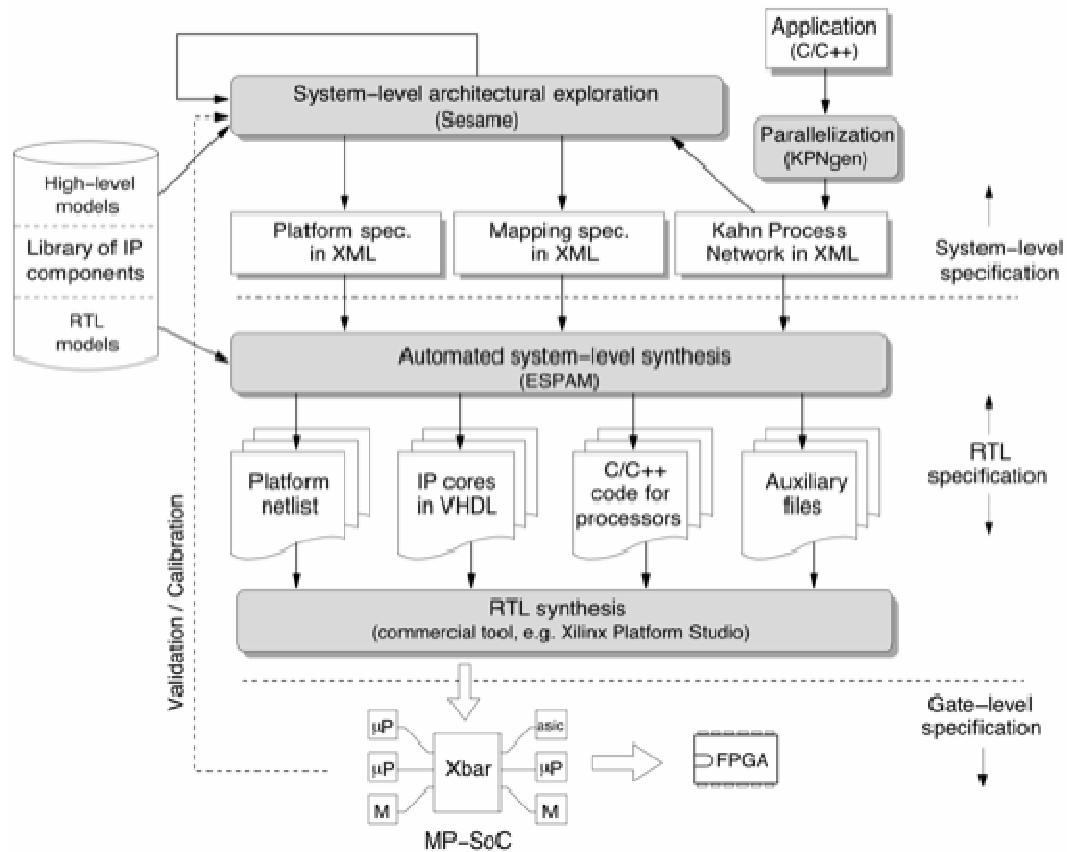 Application
(C/C++)
System-level architectural exploration
(Sesame)
Parallelization
(KPNgen)
High-level
models
Library of IP
components
RTL
models
Platform spec.
in XML
Mapping spec.
in XML
Kahn Process
Network in XML
System-level
specification
Automated system-level synthesis
(ESPAM)
Platform
netlist
IP cores
in VHDL
C/C++
code for
processors
Auxiliary
files
RTL
specification
RTL synthesis
(commercial tool, e.g. Xilinx Platform Studio)
Validation / Calibration
Gate-level
specification
μP
μP
M
Xbar
asic
μP
M
MP-SoC
FPGA